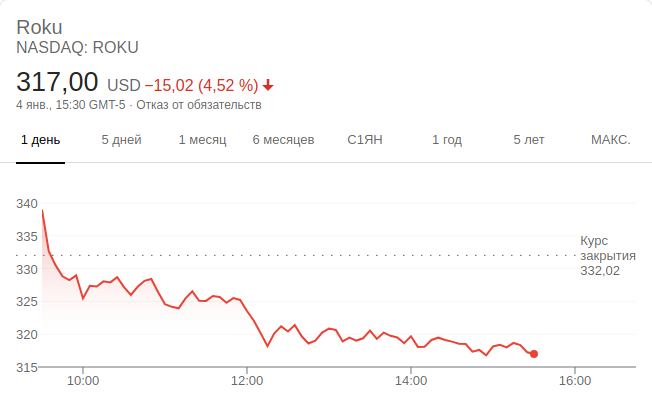 Roku
NASDAQ: ROKU
317,00 USD −15,02 (4,52 %)
4 янв., 15:30 GMT-5 · Отказ от обязательств
1 день 5 дней 1 месяц 6 месяцев С1ЯН 1 год 5 лет МАКС.
340
335
330
325
320
315
Курс
закрытия
332,02
10:00 12:00 14:00 16:00